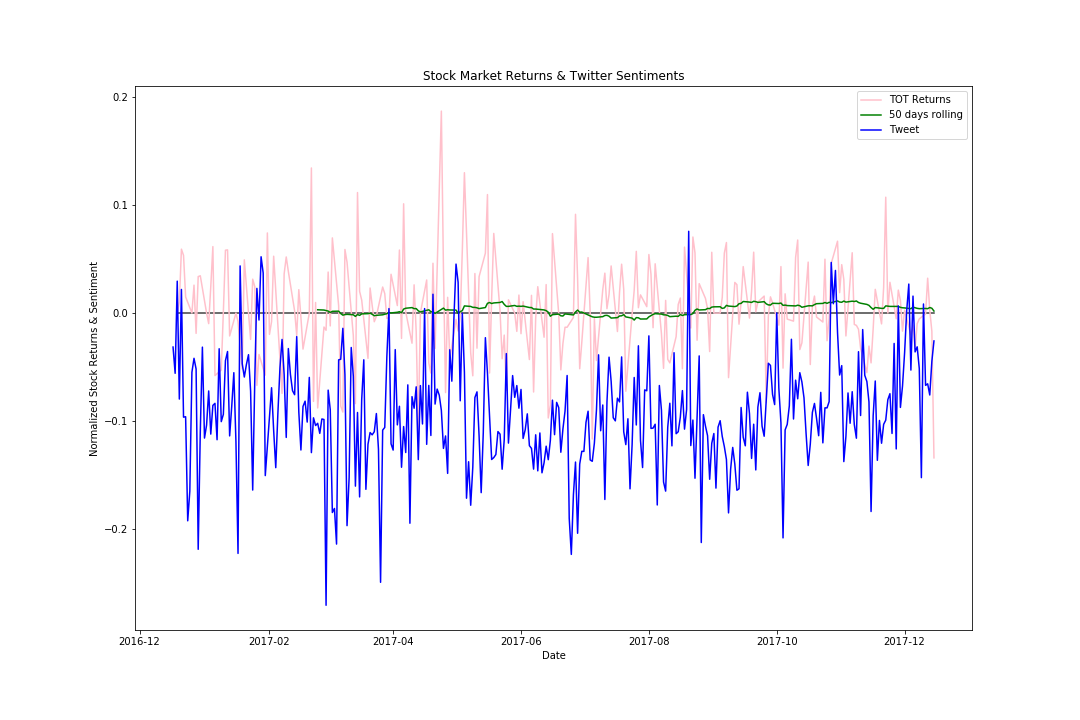 Stock Market Returns & Twitter Sentiments
TOT Returns
50 days rolling
Tweet
0.2
0.1
0.0
−0.1
−0.2
Normalized Stock Returns & Sentiment
2016-12
2017-02
2017-04
2017-06
2017-08
2017-10
2017-12
Date